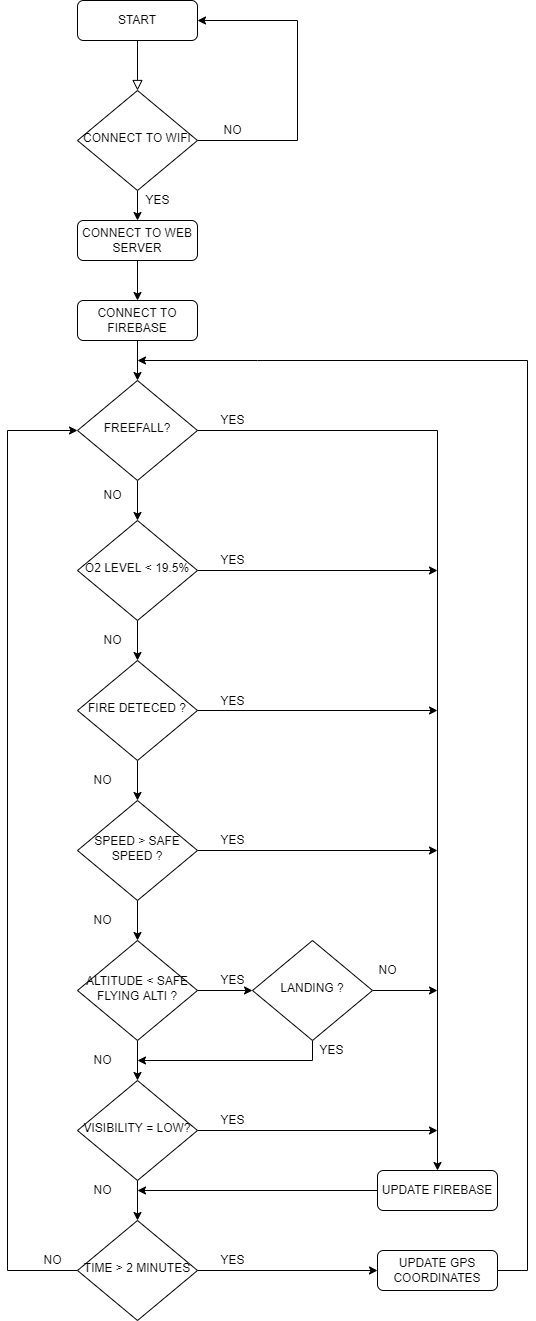 START
CONNECT TO WIFI
NO
YES
CONNECT TO WEB
SERVER
CONNECT TO
FIREBASE
FREEFALL?
YES
NO
O2 LEVEL < 19.5%
YES
NO
FIRE DETECED ?
YES
NO
SPEED > SAFE
SPEED ?
YES
NO
ALTITUDE < SAFE
FLYING ALTI ?
YES
LANDING ?
NO
YES
NO
VISIBILITY = LOW?
YES
NO
UPDATE FIREBASE
TIME > 2 MINUTES
NO
YES
UPDATE GPS
COORDINATES